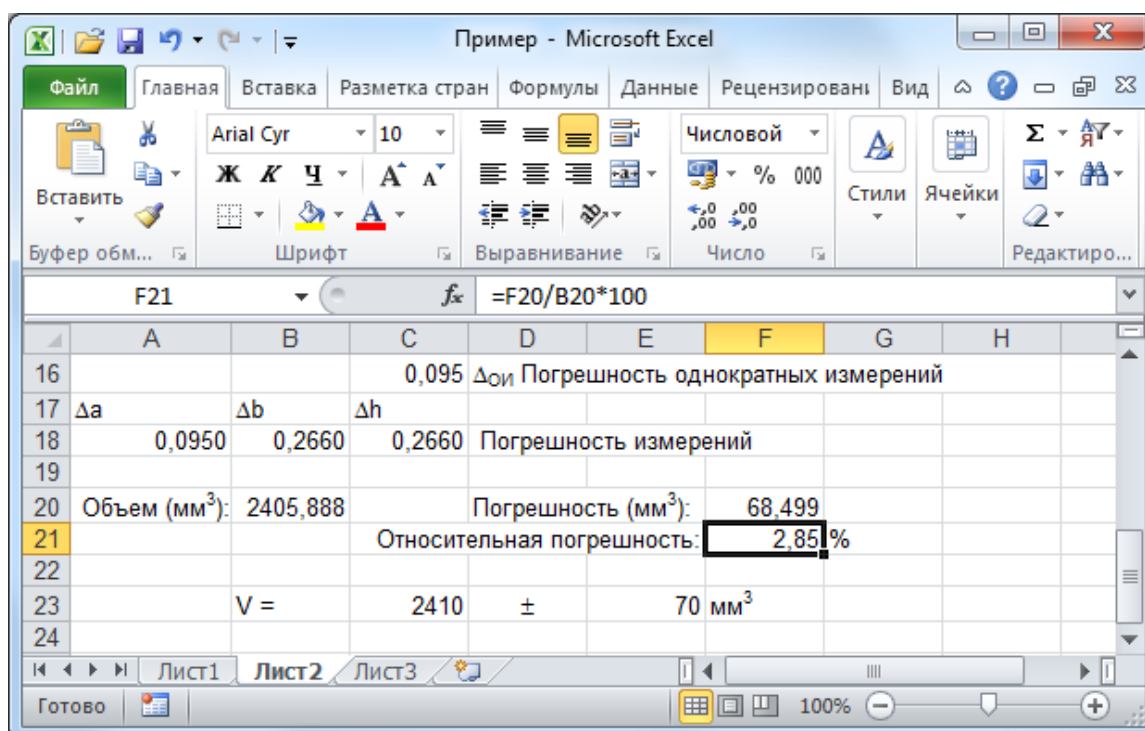 Пример - Microsoft Excel
Файл Главная Вставка Разметка стран Формулы Данные Рецензировани Вид
Arial Cyr 10 Числовой
Ж К Ч % 000
Вставить Стили Ячейки
Буфер обм... Шрифт Выравнивание Число Редактиро...
F21 fx =F20/B20*100
A B C D E F G H
16 0,095 ΔОИ Погрешность однократных измерений
17 Δa Δb Δh
18 0,0950 0,2660 0,2660 Погрешность измерений
19
20 Объем (мм³): 2405,888 Погрешность (мм³): 68,499
21 Относительная погрешность: 2,85 %
22
23 V = 2410 ± 70 мм³
24
Лист1 Лист2 Лист3
Готово 100%